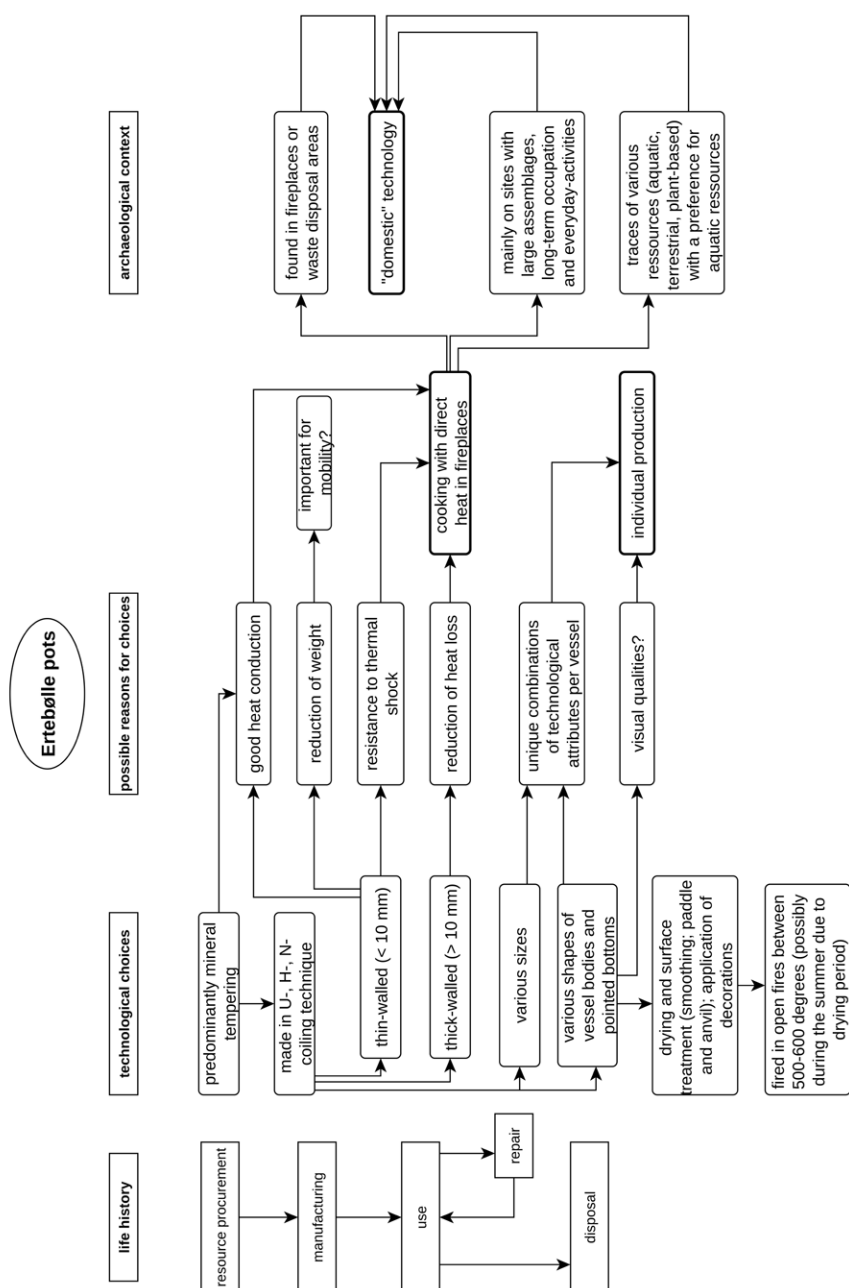 Ertebølle pots
life history
technological choices
possible reasons for choices
archaeological context
resource procurement
manufacturing
use
repair
disposal
predominantly mineral
tempering
made in U-, H-, N-
coiling technique
thin-walled (< 10 mm)
thick-walled (> 10 mm)
various sizes
various shapes of
vessel bodies and
pointed bottoms
drying and surface
treatment (smoothing; paddle
and anvil); application of
decorations
fired in open fires between
500-600 degrees (possibly
during the summer due to
drying period)
good heat conduction
reduction of weight
resistance to thermal
shock
reduction of heat loss
unique combinations
of technological
attributes per vessel
visual qualities?
important for
mobility?
cooking with direct
heat in fireplaces
individual production
found in fireplaces or
waste disposal areas
"domestic" technology
mainly on sites with
large assemblages,
long-term occupation
and everyday-activities
traces of various
ressources (aquatic,
terrestrial, plant-based)
with a preference for
aquatic ressources